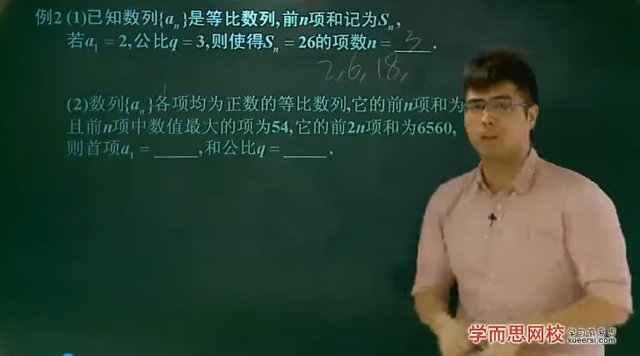 例2 (1)已知数列{aₙ}是等比数列,前n项和记为Sₙ,
若a₁ = 2,公比q = 3,则使得Sₙ = 26的项数n = 3 .
2, 6, 18,
(2)数列{aₙ}各项均为正数的等比数列,它的前n项和为
且前n项中数值最大的项为54,它的前2n项和为6560,
则首项a₁ = _____,和公比q = _____ .
学而思网校
xueersi.com